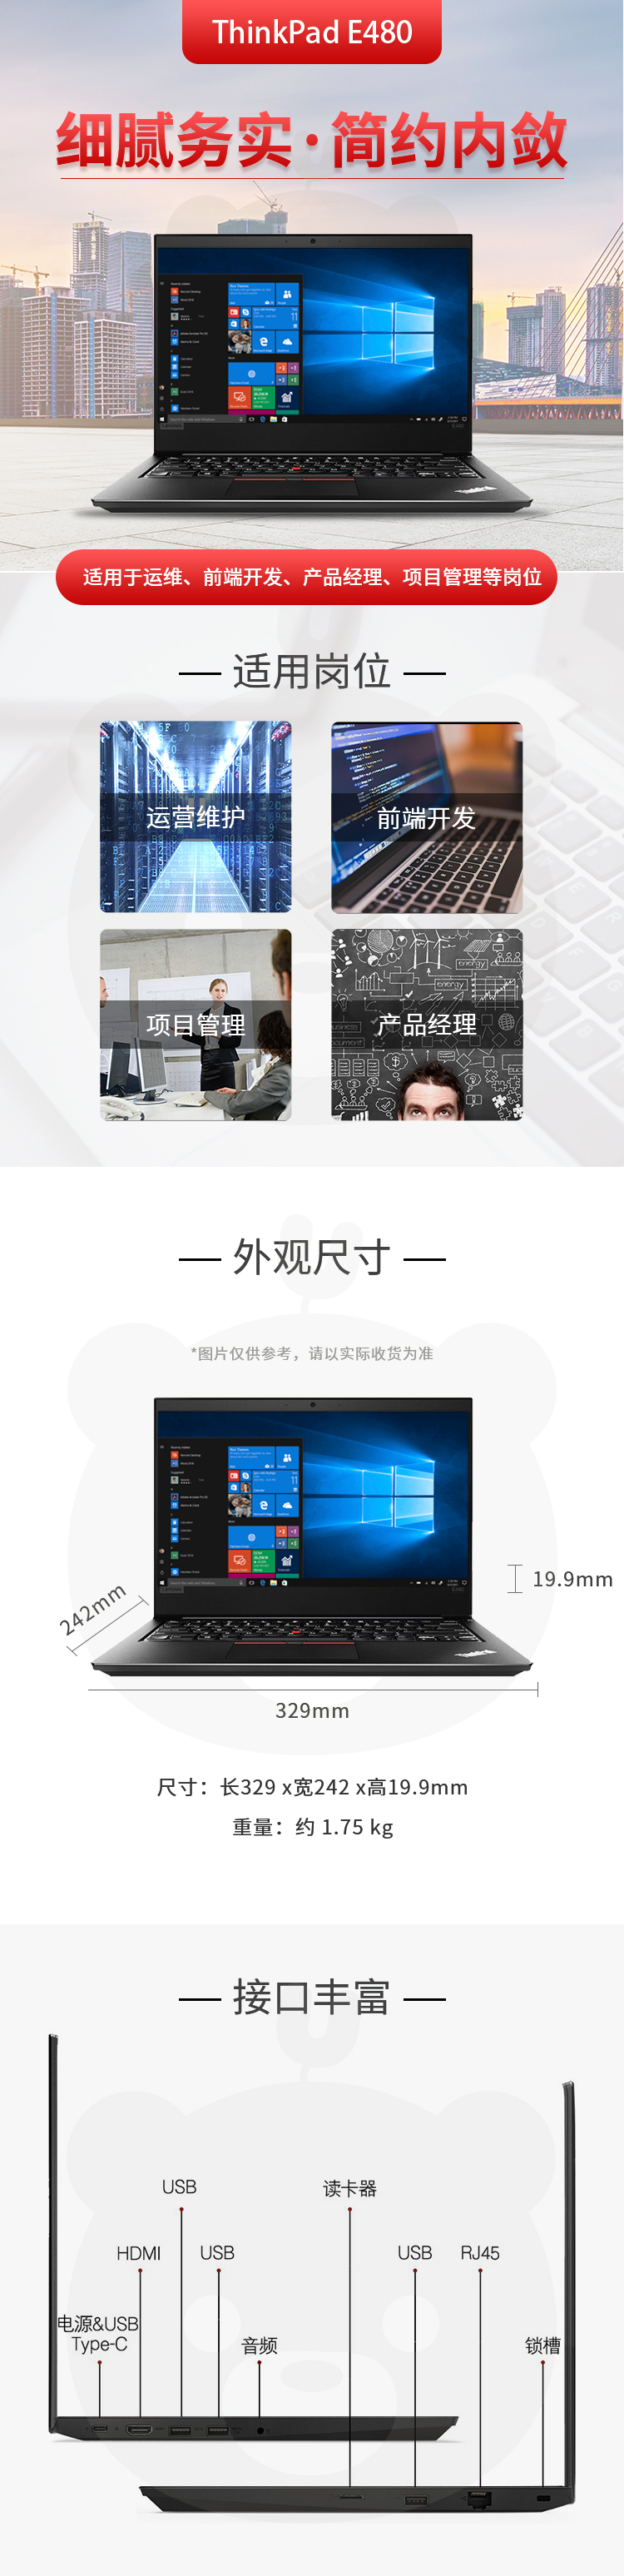 ThinkPad E480
细腻务实·简约内敛
适用于运维、前端开发、产品经理、项目管理等岗位
适用岗位
运营维护
前端开发
项目管理
产品经理
外观尺寸
*图片仅供参考，请以实际收货为准
19.9mm
242mm
329mm
尺寸：长329 x宽242 x高19.9mm
重量：约 1.75 kg
接口丰富
USB
读卡器
HDMI
USB
USB
RJ45
电源&USB
Type-C
音频
锁槽